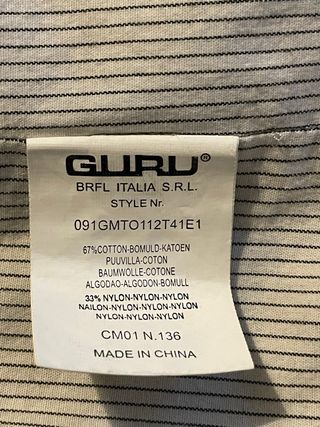 GURU®
BRFL ITALIA S.R.L.
STYLE Nr.
091GMTO112T41E1
67%COTTON-BOMULD-KATOEN
PUUVILLA-COTON
BAUMWOLLE-COTONE
ALGODAO-ALGODON-BOMULL
33% NYLON-NYLON-NYLON
NAILON-NYLON-NYLON
NYLON-NYLON-NYLON
CM01 N.136
MADE IN CHINA